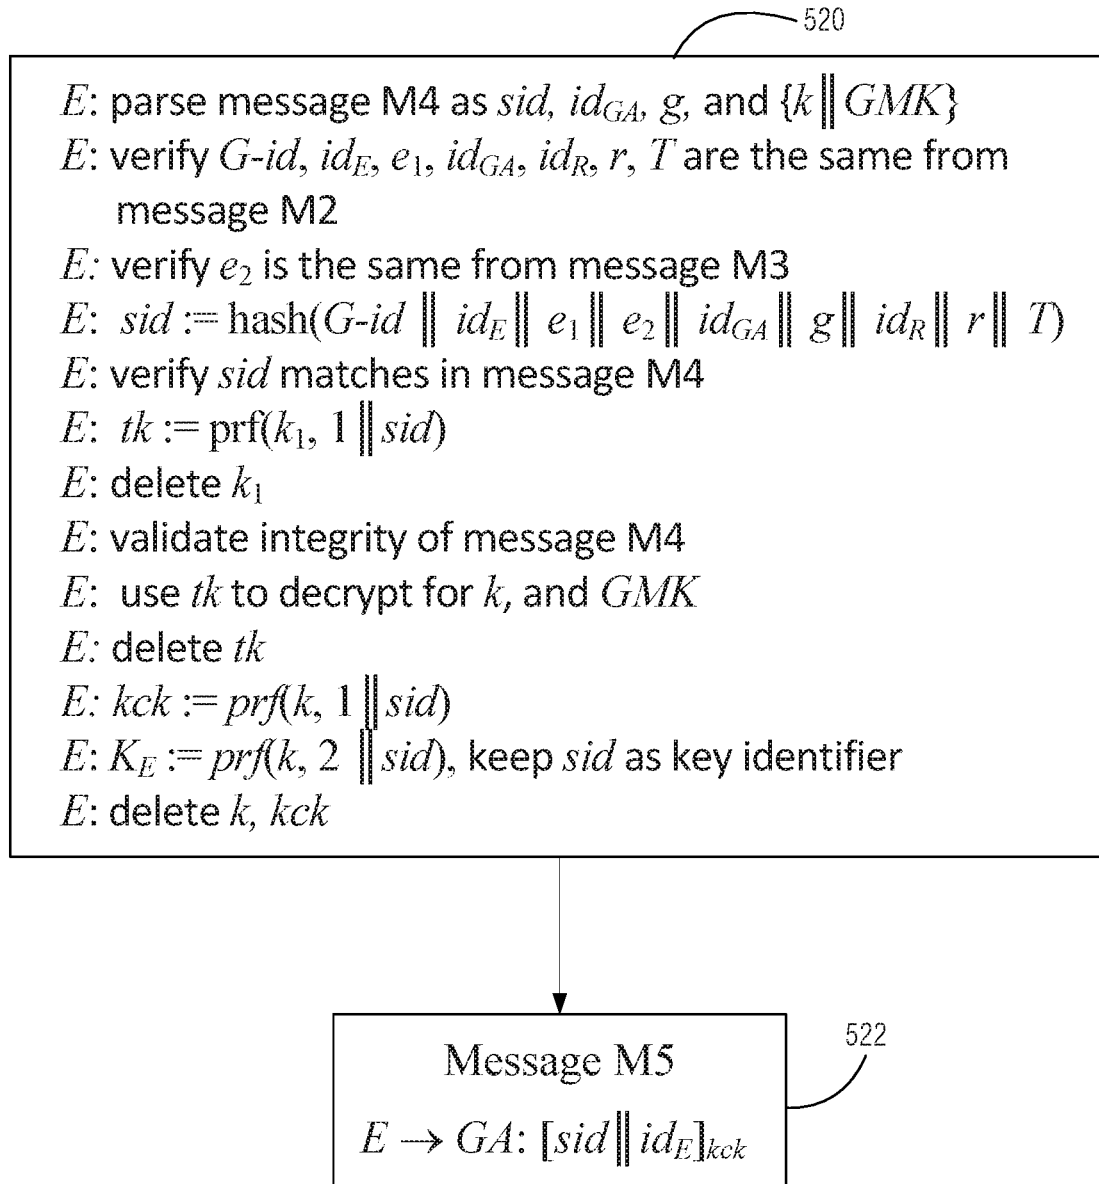 520
E: parse message M4 as sid, id_GA, g, and {k‖GMK}
E: verify G-id, id_E, e_1, id_GA, id_R, r, T are the same from
message M2
E: verify e_2 is the same from message M3
E: sid := hash(G-id ‖ id_E‖ e_1‖ e_2‖ id_GA‖ g‖ id_R‖ r‖ T)
E: verify sid matches in message M4
E: tk := prf(k_1, 1‖sid)
E: delete k_1
E: validate integrity of message M4
E: use tk to decrypt for k, and GMK
E: delete tk
E: kck := prf(k, 1‖sid)
E: K_E := prf(k, 2 ‖sid), keep sid as key identifier
E: delete k, kck
522
Message M5
E → GA: [sid‖id_E]_kck